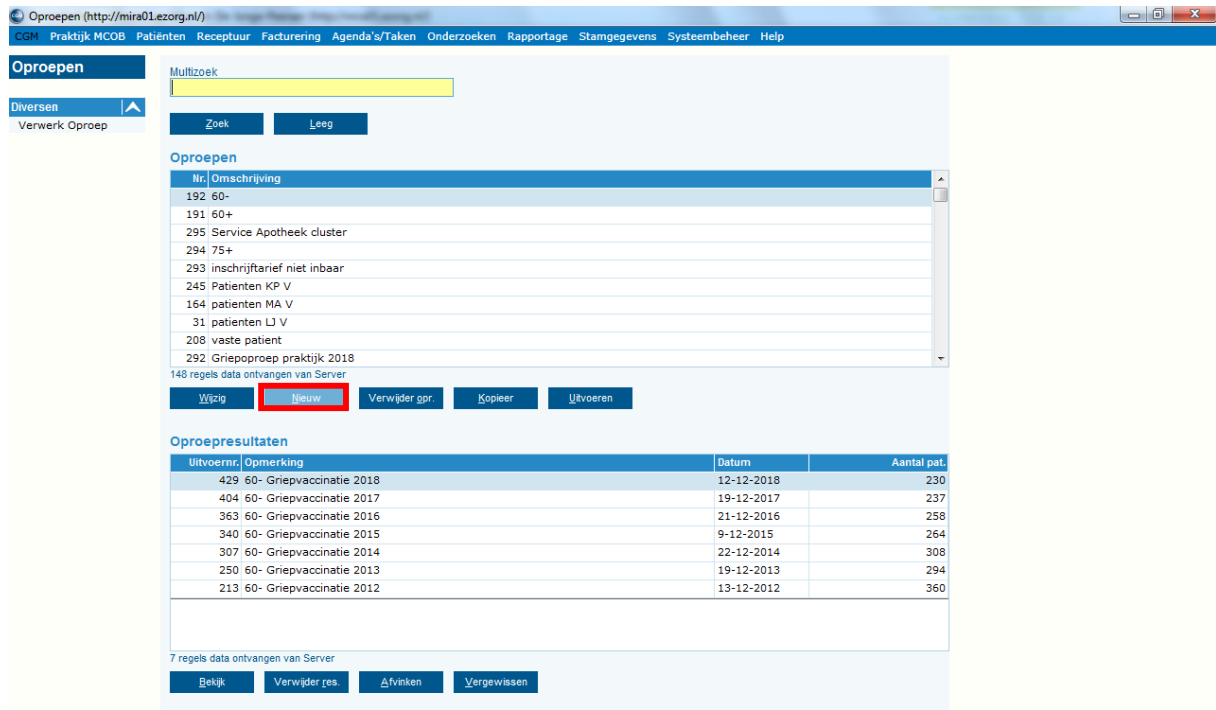 Oproepen (http://mira01.ezorg.nl/)
CGM Praktijk MCOB Patiënten Receptuur Facturering Agenda's/Taken Onderzoeken Rapportage Stamgegevens Systeembeheer Help
Oproepen
Diversen
Verwerk Oproep
Multizoek
Zoek Leeg
Oproepen
Nr. Omschrijving
192 60-
191 60+
295 Service Apotheek cluster
294 75+
293 inschrijftarief niet inbaar
245 Patienten KP V
164 patienten MA V
31 patienten LJ V
208 vaste patient
292 Griepoproep praktijk 2018
148 regels data ontvangen van Server
Wijzig Nieuw Verwijder opr. Kopieer Uitvoeren
Oproepresultaten
Uitvoernr. Opmerking Datum Aantal pat.
429 60- Griepvaccinatie 2018 12-12-2018 230
404 60- Griepvaccinatie 2017 19-12-2017 237
363 60- Griepvaccinatie 2016 21-12-2016 258
340 60- Griepvaccinatie 2015 9-12-2015 264
307 60- Griepvaccinatie 2014 22-12-2014 308
250 60- Griepvaccinatie 2013 19-12-2013 294
213 60- Griepvaccinatie 2012 13-12-2012 360
7 regels data ontvangen van Server
Bekijk Verwijder res. Afvinken Vergewissen